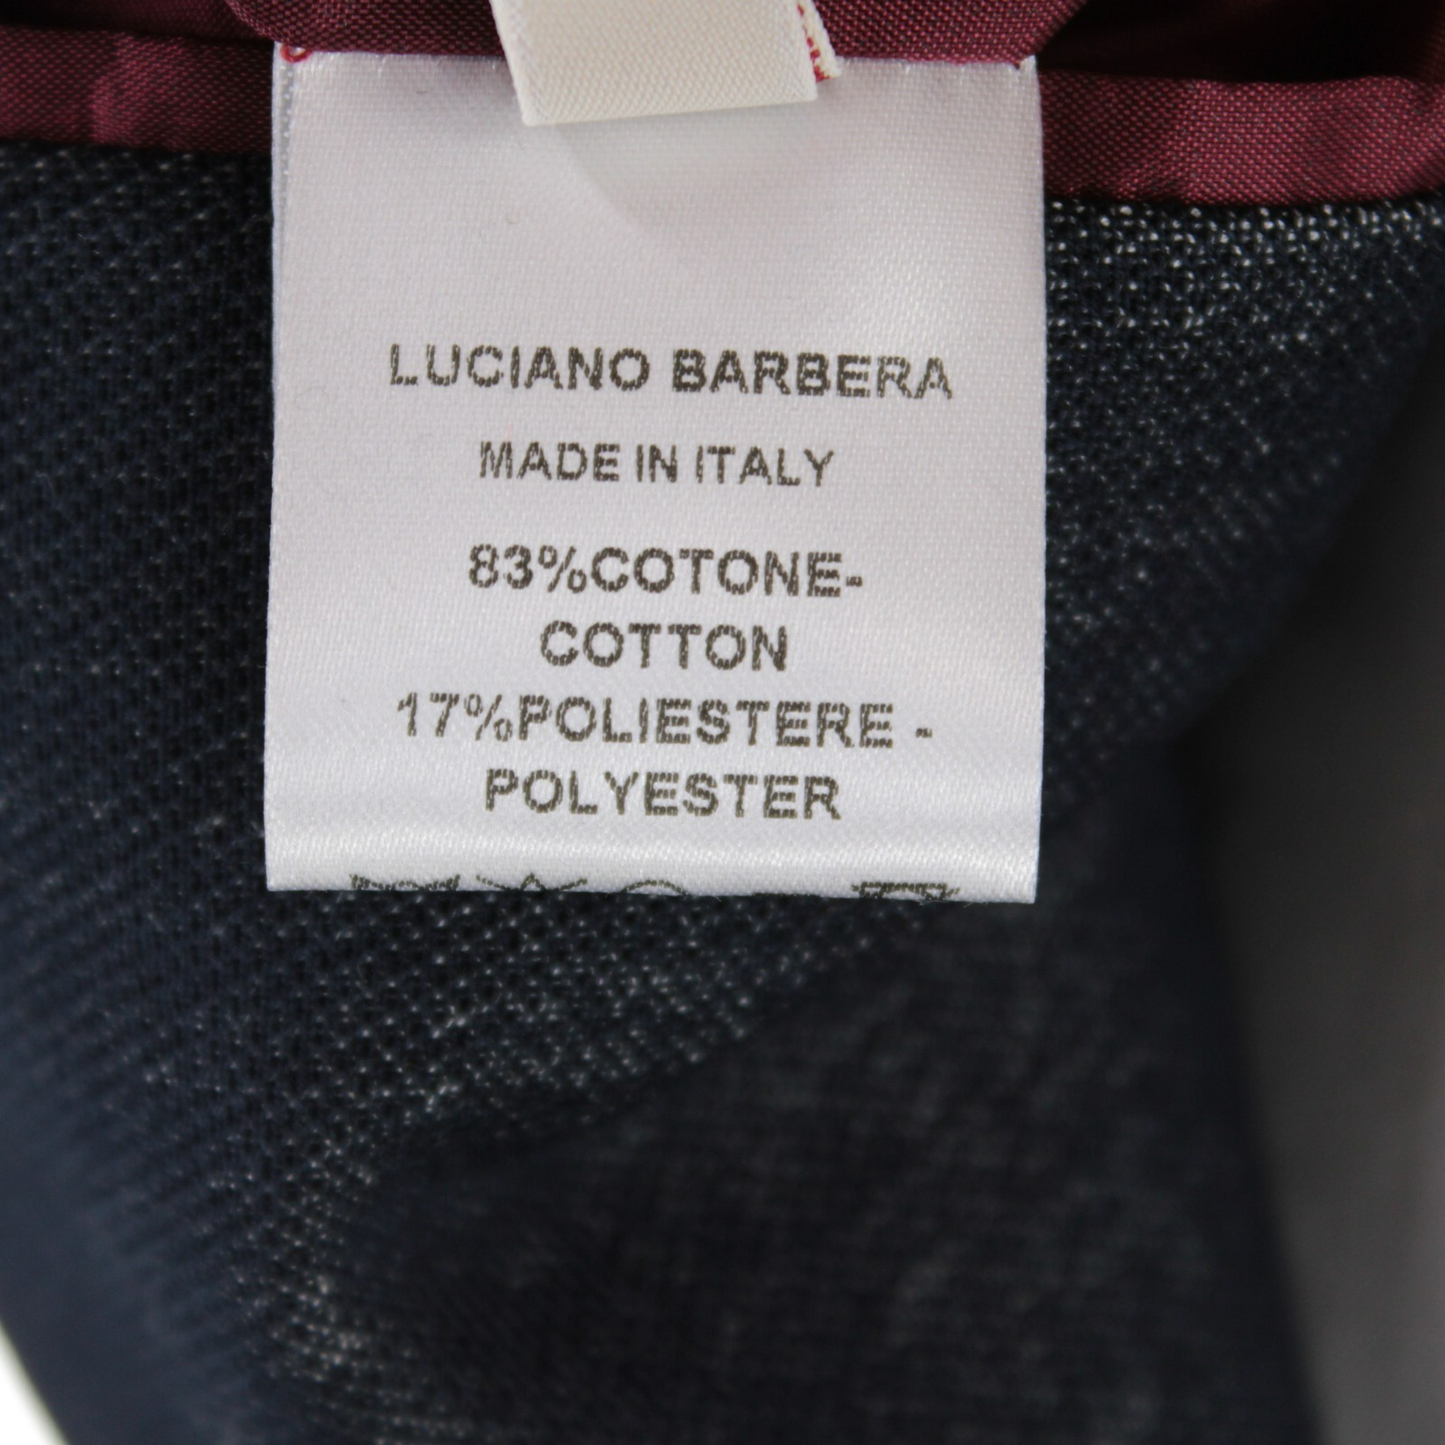 LUCIANO BARBERA
MADE IN ITALY
83%COTONE-
COTTON
17%POLIESTERE -
POLYESTER